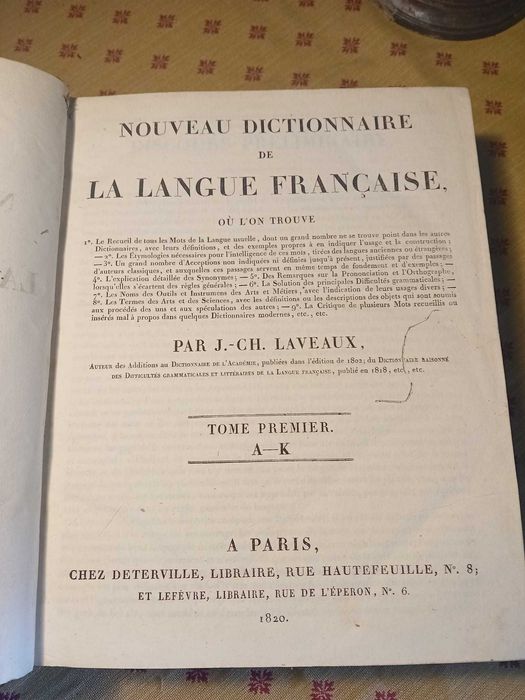 NOUVEAU DICTIONNAIRE
DE
LA LANGUE FRANÇAISE,
OÙ L'ON TROUVE
1°. Le Recueil de tous les Mots de la Langue usuelle, dont un grand nombre ne se trouve point dans les autres
Dictionnaires, avec leurs définitions, et des exemples propres à en indiquer l'usage et la construction;
— 2°. Les Étymologies nécessaires pour l'intelligence de ces mots, tirées des langues anciennes ou étrangères;
— 3°. Un grand nombre d'Acceptions non indiquées ni définies jusqu'à présent, justifiées par des passages
d'auteurs classiques, et auxquelles ces passages servent en même temps de fondement et d'exemples; —
4°. L'explication détaillée des Synonymes; — 5°. Des Remarques sur la Prononciation et l'Orthographe,
lorsqu'elles s'écartent des règles générales; — 6°. La Solution des principales Difficultés grammaticales; —
7°. Les Noms des Outils et Instrumens des Arts et Métiers, avec l'indication de leurs usages divers; —
8°. Les Termes des Arts et des Sciences, avec les définitions ou les descriptions des objets qui sont soumis
aux procédés des uns et aux spéculations des autres; — 9°. La Critique de plusieurs Mots recueillis ou
insérés mal à propos dans quelques Dictionnaires modernes, etc., etc.
PAR J.-CH. LAVEAUX,
AUTEUR des Additions au DICTIONNAIRE DE L'ACADÉMIE, publiées dans l'édition de 1802; du DICTIONNAIRE RAISONNÉ
DES DIFFICULTÉS GRAMMATICALES ET LITTÉRAIRES DE LA LANGUE FRANÇAISE, publié en 1818, etc., etc.
TOME PREMIER.
A—K
A PARIS,
CHEZ DETERVILLE, LIBRAIRE, RUE HAUTEFEUILLE, N°. 8;
ET LEFÈVRE, LIBRAIRE, RUE DE L'ÉPERON, N°. 6.
1820.